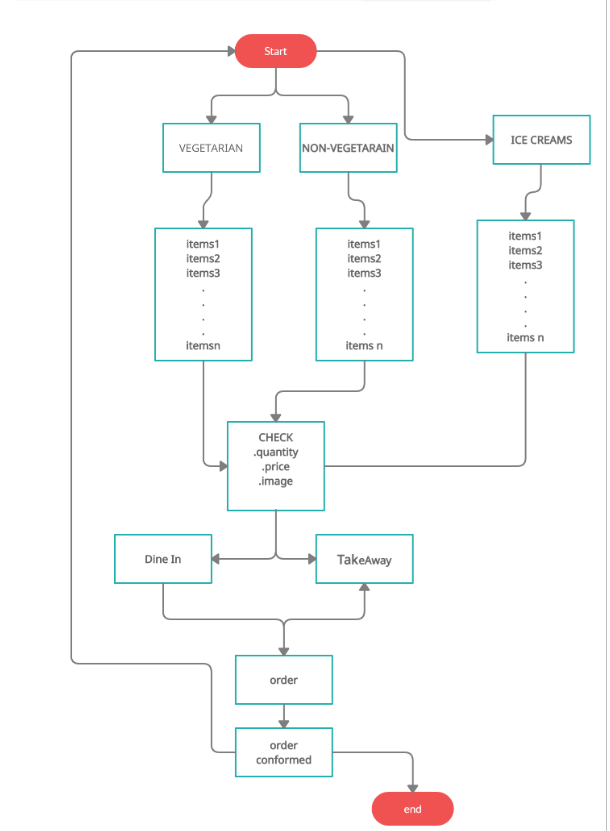 Start
VEGETARIAN
NON-VEGETARAIN
ICE CREAMS
items1
items2
items3
.
.
.
.
itemsn
items1
items2
items3
.
.
.
.
items n
items1
items2
items3
.
.
.
.
items n
CHECK
.quantity
.price
.image
Dine In
TakeAway
order
order
conformed
end